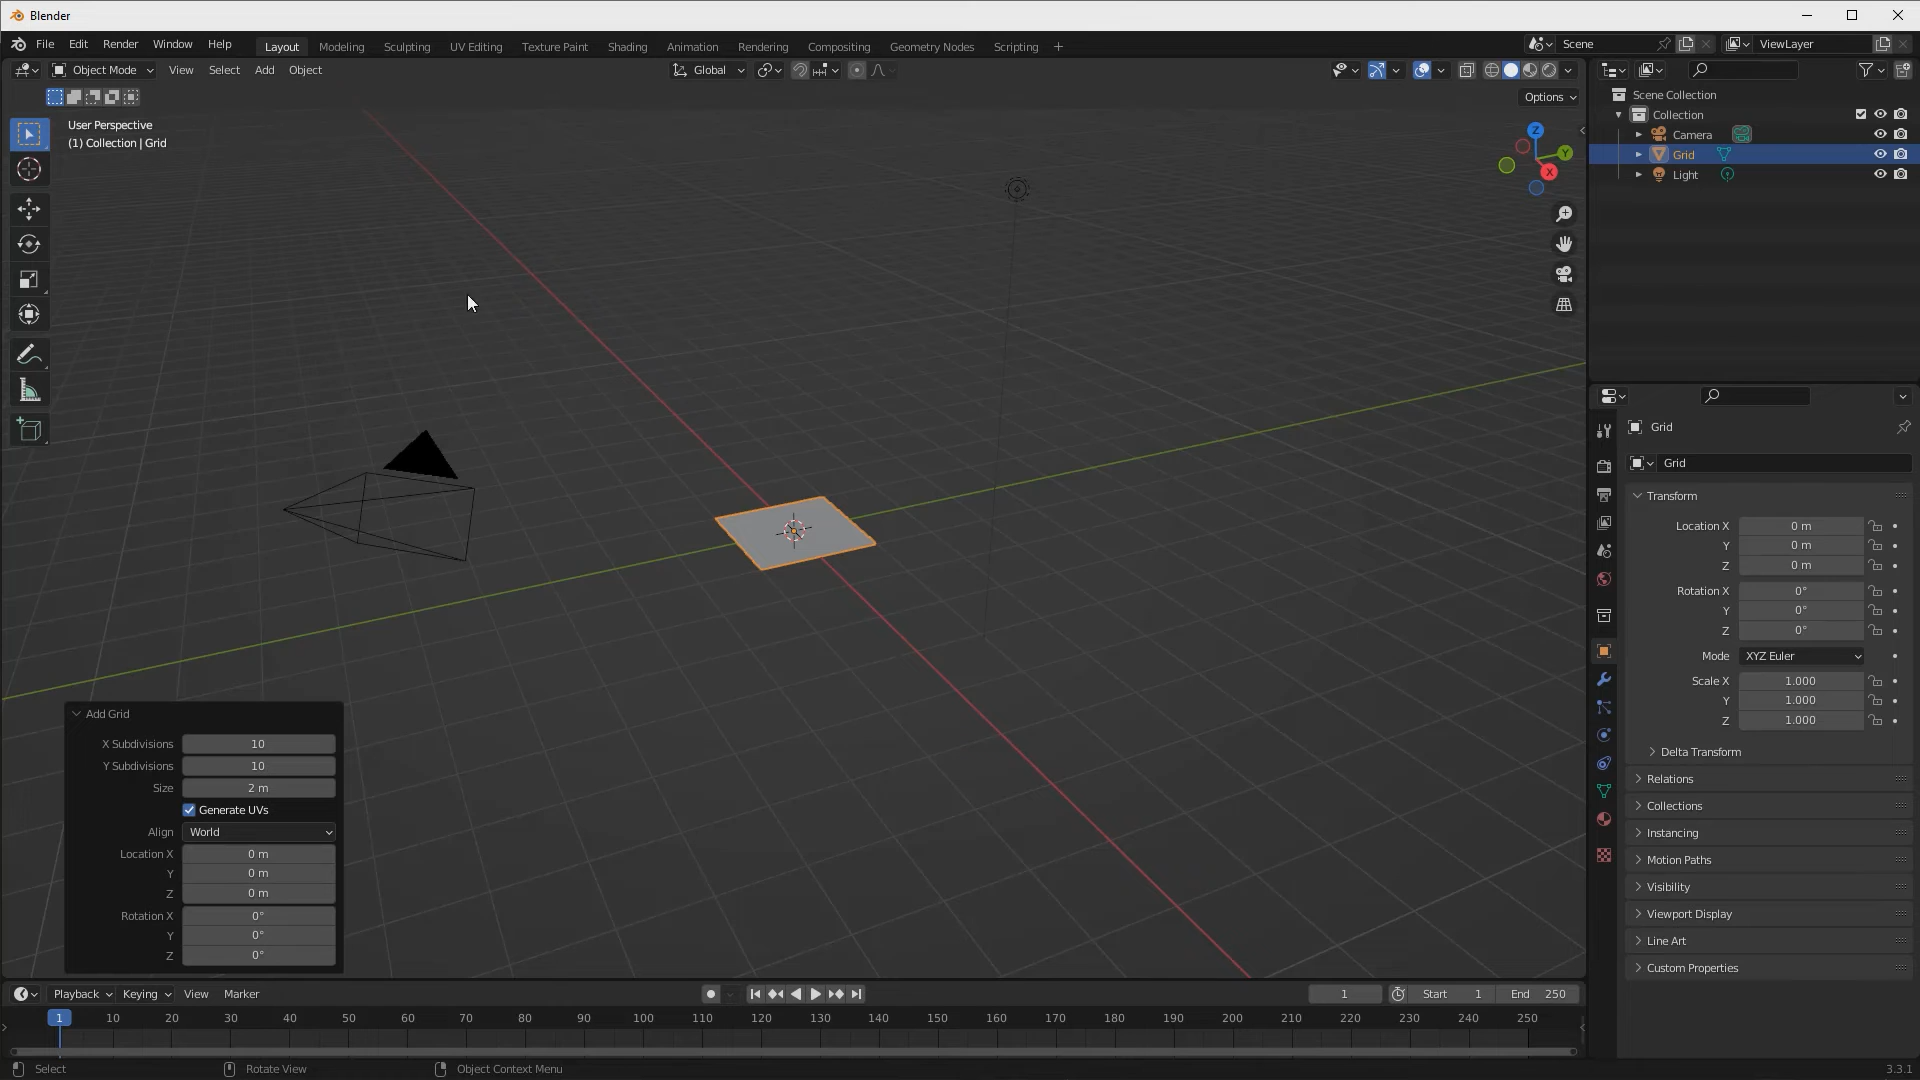 Blender
File Edit Render Window Help
Layout Modeling Sculpting UV Editing Texture Paint Shading Animation Rendering Compositing Geometry Nodes Scripting +
Scene
ViewLayer
Object Mode View Select Add Object
Global
Options
User Perspective
(1) Collection | Grid
Z
Y
X
Scene Collection
Collection
Camera
Grid
Light
Grid
Grid
Transform
Location X 0 m
Y 0 m
Z 0 m
Rotation X 0°
Y 0°
Z 0°
Mode XYZ Euler
Scale X 1.000
Y 1.000
Z 1.000
Delta Transform
Relations
Collections
Instancing
Motion Paths
Visibility
Viewport Display
Line Art
Custom Properties
Add Grid
X Subdivisions 10
Y Subdivisions 10
Size 2 m
Generate UVs
Align World
Location X 0 m
Y 0 m
Z 0 m
Rotation X 0°
Y 0°
Z 0°
Playback Keying View Marker
1 Start 1 End 250
1 10 20 30 40 50 60 70 80 90 100 110 120 130 140 150 160 170 180 190 200 210 220 230 240 250
Select Rotate View Object Context Menu
3.3.1